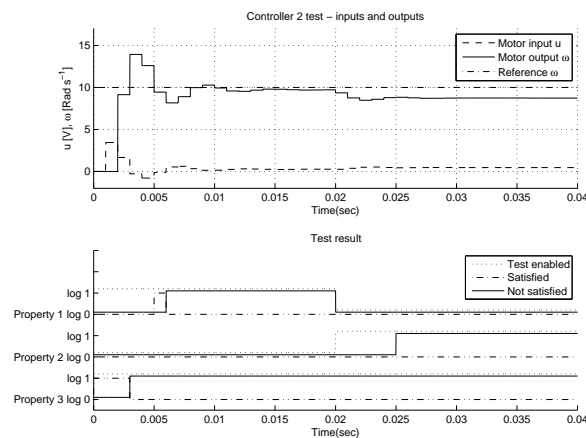 Controller 2 test – inputs and outputs
15
10
5
0
u [V], ω [Rad s⁻¹]
Motor input u
Motor output ω
Reference ω
0 0.005 0.01 0.015 0.02 0.025 0.03 0.035 0.04
Time(sec)
Test result
Test enabled
Satisfied
Not satisfied
log 1
Property 1 log 0
log 1
Property 2 log 0
log 1
Property 3 log 0
0 0.005 0.01 0.015 0.02 0.025 0.03 0.035 0.04
Time(sec)